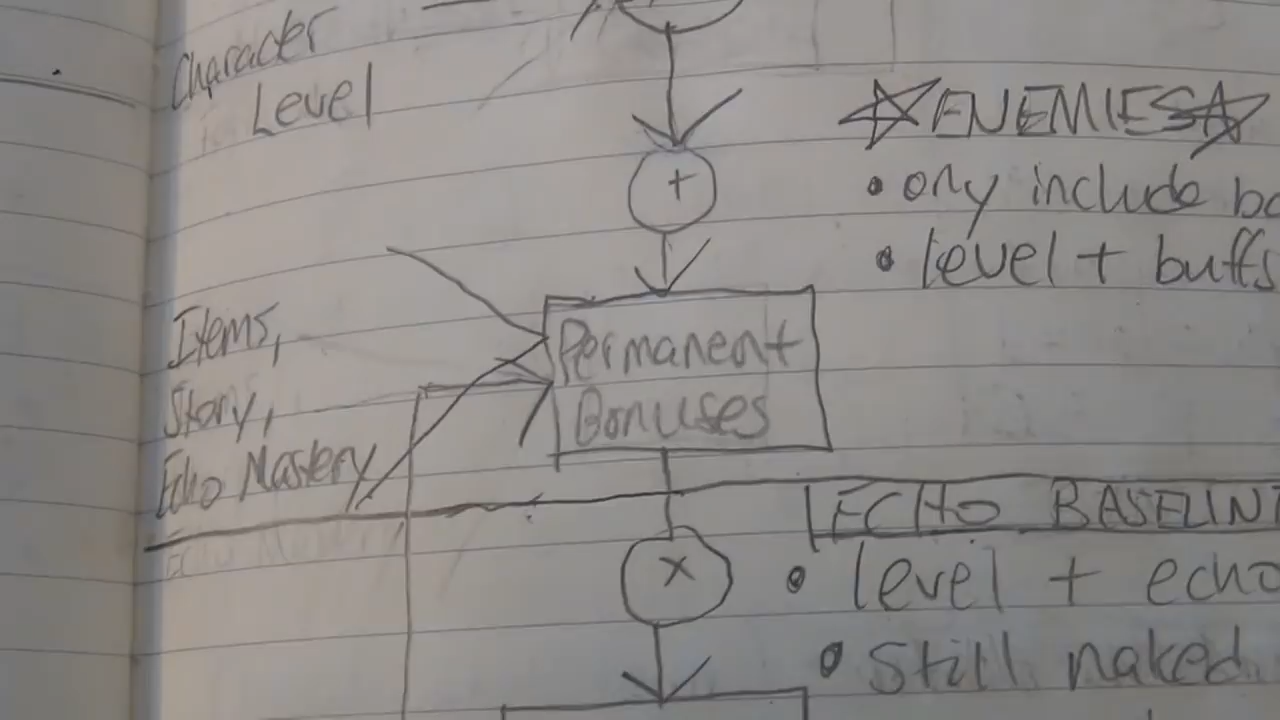 Character
Level
☆ENEMIES☆
+
• only include
• level + buffs
Items,
Story,
Echo Mastery
Permanent
Bonuses
ECHO BASELIN
x
• level + echo
• Still naked